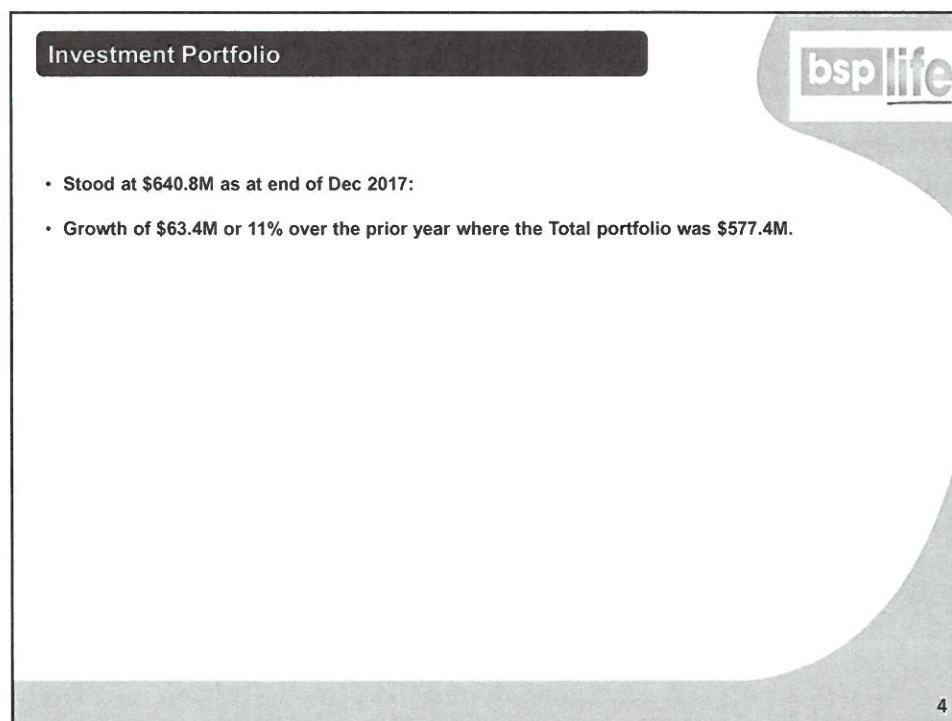 Investment Portfolio
bsp life
• Stood at $640.8M as at end of Dec 2017:
• Growth of $63.4M or 11% over the prior year where the Total portfolio was $577.4M.
4